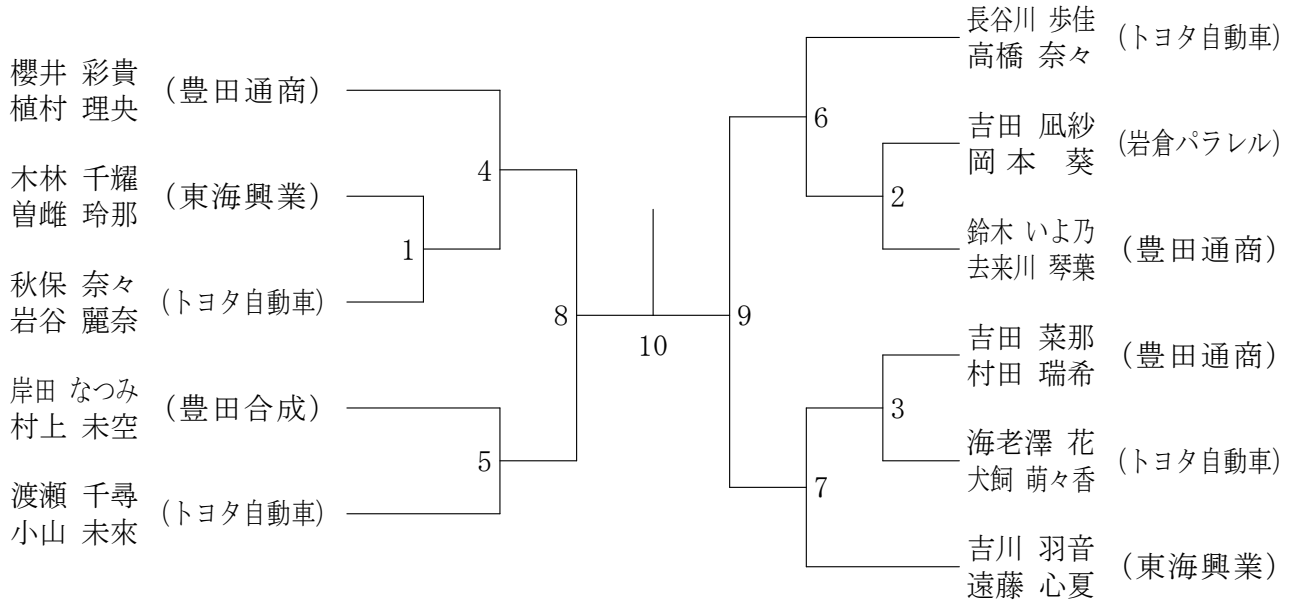 櫻井 彩貴
植村 理央
(豊田通商)
木林 千耀
曽雌 玲那
(東海興業)
秋保 奈々
岩谷 麗奈
(トヨタ自動車)
岸田 なつみ
村上 未空
(豊田合成)
渡瀬 千尋
小山 未來
(トヨタ自動車)
4
1
5
8
10
9
6
2
3
7
長谷川 歩佳
高橋 奈々
(トヨタ自動車)
吉田 凪紗
岡本 葵
(岩倉パラレル)
鈴木 いよ乃
去来川 琴葉
(豊田通商)
吉田 菜那
村田 瑞希
(豊田通商)
海老澤 花
犬飼 萌々香
(トヨタ自動車)
吉川 羽音
遠藤 心夏
(東海興業)